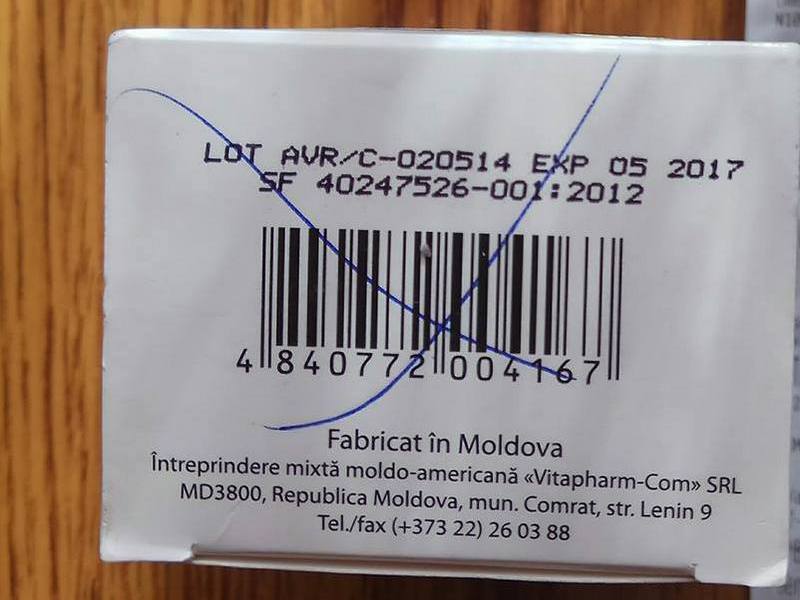 LOT AVR/C-020514 EXP 05 2017
SF 40247526-001:2012
4 840772 004167
Fabricat în Moldova
Întreprindere mixtă moldo-americană «Vitapharm-Com» SRL
MD3800, Republica Moldova, mun. Comrat, str. Lenin 9
Tel./fax (+373 22) 26 03 88